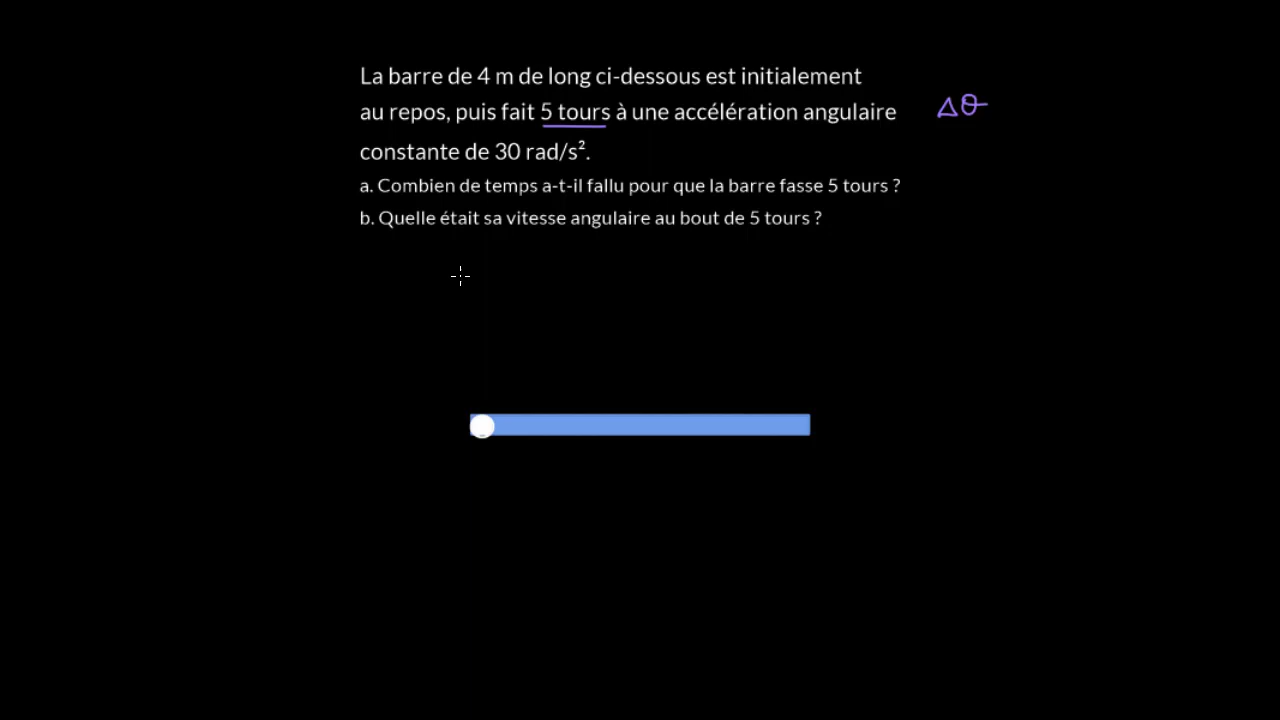 La barre de 4 m de long ci-dessous est initialement
au repos, puis fait 5 tours à une accélération angulaire
Δθ
constante de 30 rad/s².
a. Combien de temps a-t-il fallu pour que la barre fasse 5 tours ?
b. Quelle était sa vitesse angulaire au bout de 5 tours ?